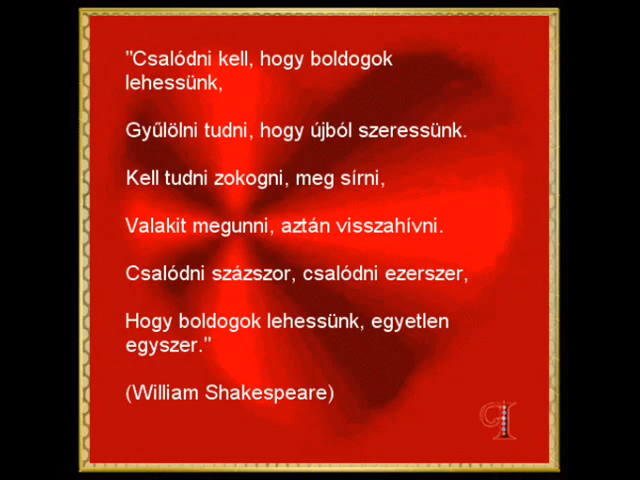 "Csalódni kell, hogy boldogok
lehessünk,
Gyűlölni tudni, hogy újból szeressünk.
Kell tudni zokogni, meg sírni,
Valakit megunni, aztán visszahívni.
Csalódni százszor, csalódni ezerszer,
Hogy boldogok lehessünk, egyetlen
egyszer."
(William Shakespeare)